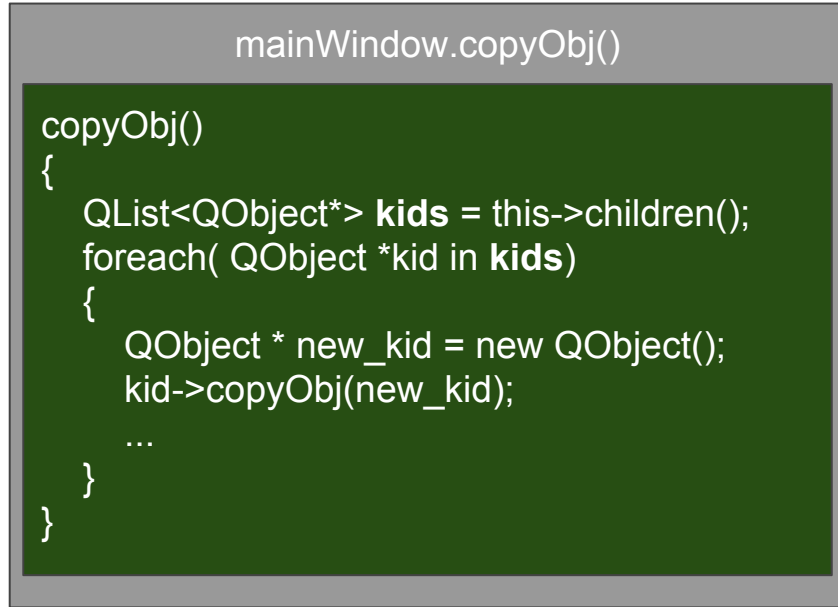 mainWindow.copyObj()
copyObj()
{
QList<QObject*> kids = this->children();
foreach( QObject *kid in kids)
{
QObject * new_kid = new QObject();
kid->copyObj(new_kid);
...
}
}